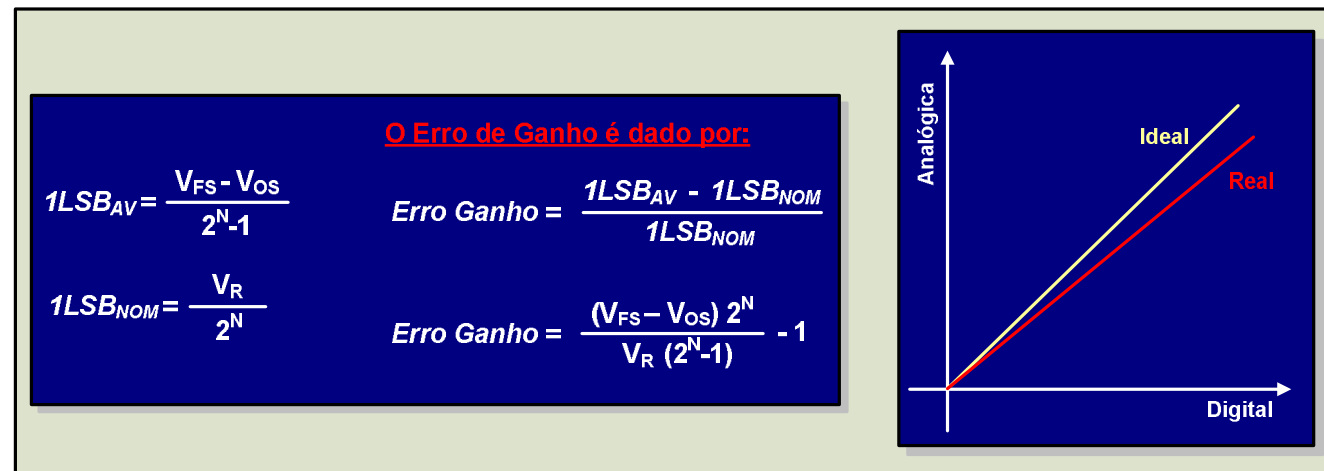 O Erro de Ganho é dado por:
1LSB_AV = (V_FS - V_OS) / (2^N - 1)
Erro Ganho = (1LSB_AV - 1LSB_NOM) / 1LSB_NOM
1LSB_NOM = V_R / 2^N
Erro Ganho = (V_FS – V_OS) 2^N / V_R (2^N-1) - 1
Analógica
Ideal
Real
Digital